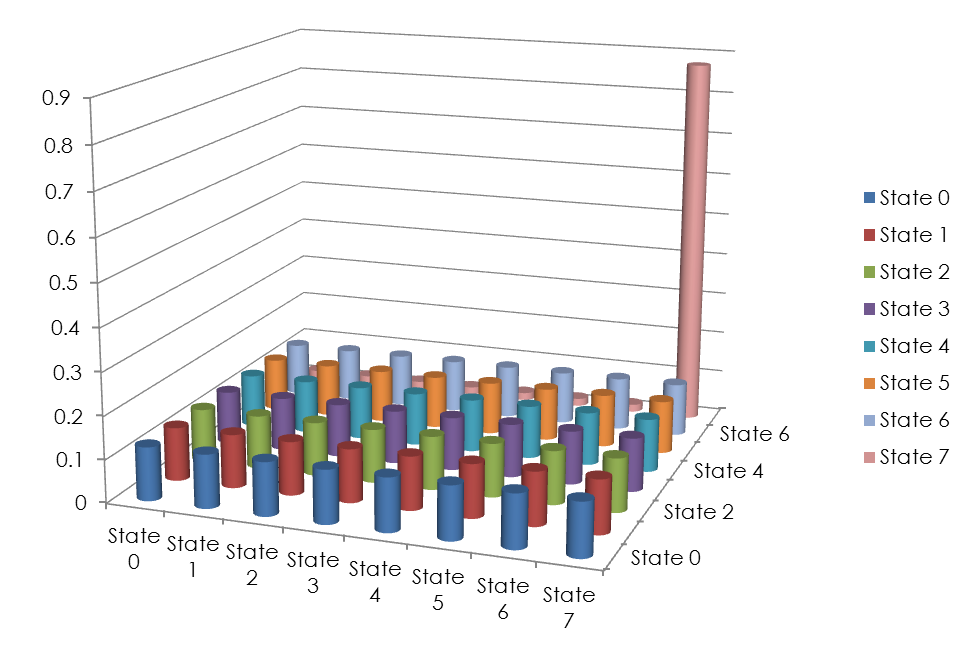 0.9
0.8
0.7
0.6
0.5
0.4
0.3
0.2
0.1
0
State
0
State
1
State
2
State
3
State
4
State
5
State
6
State
7
State 0
State 2
State 4
State 6
State 0
State 1
State 2
State 3
State 4
State 5
State 6
State 7